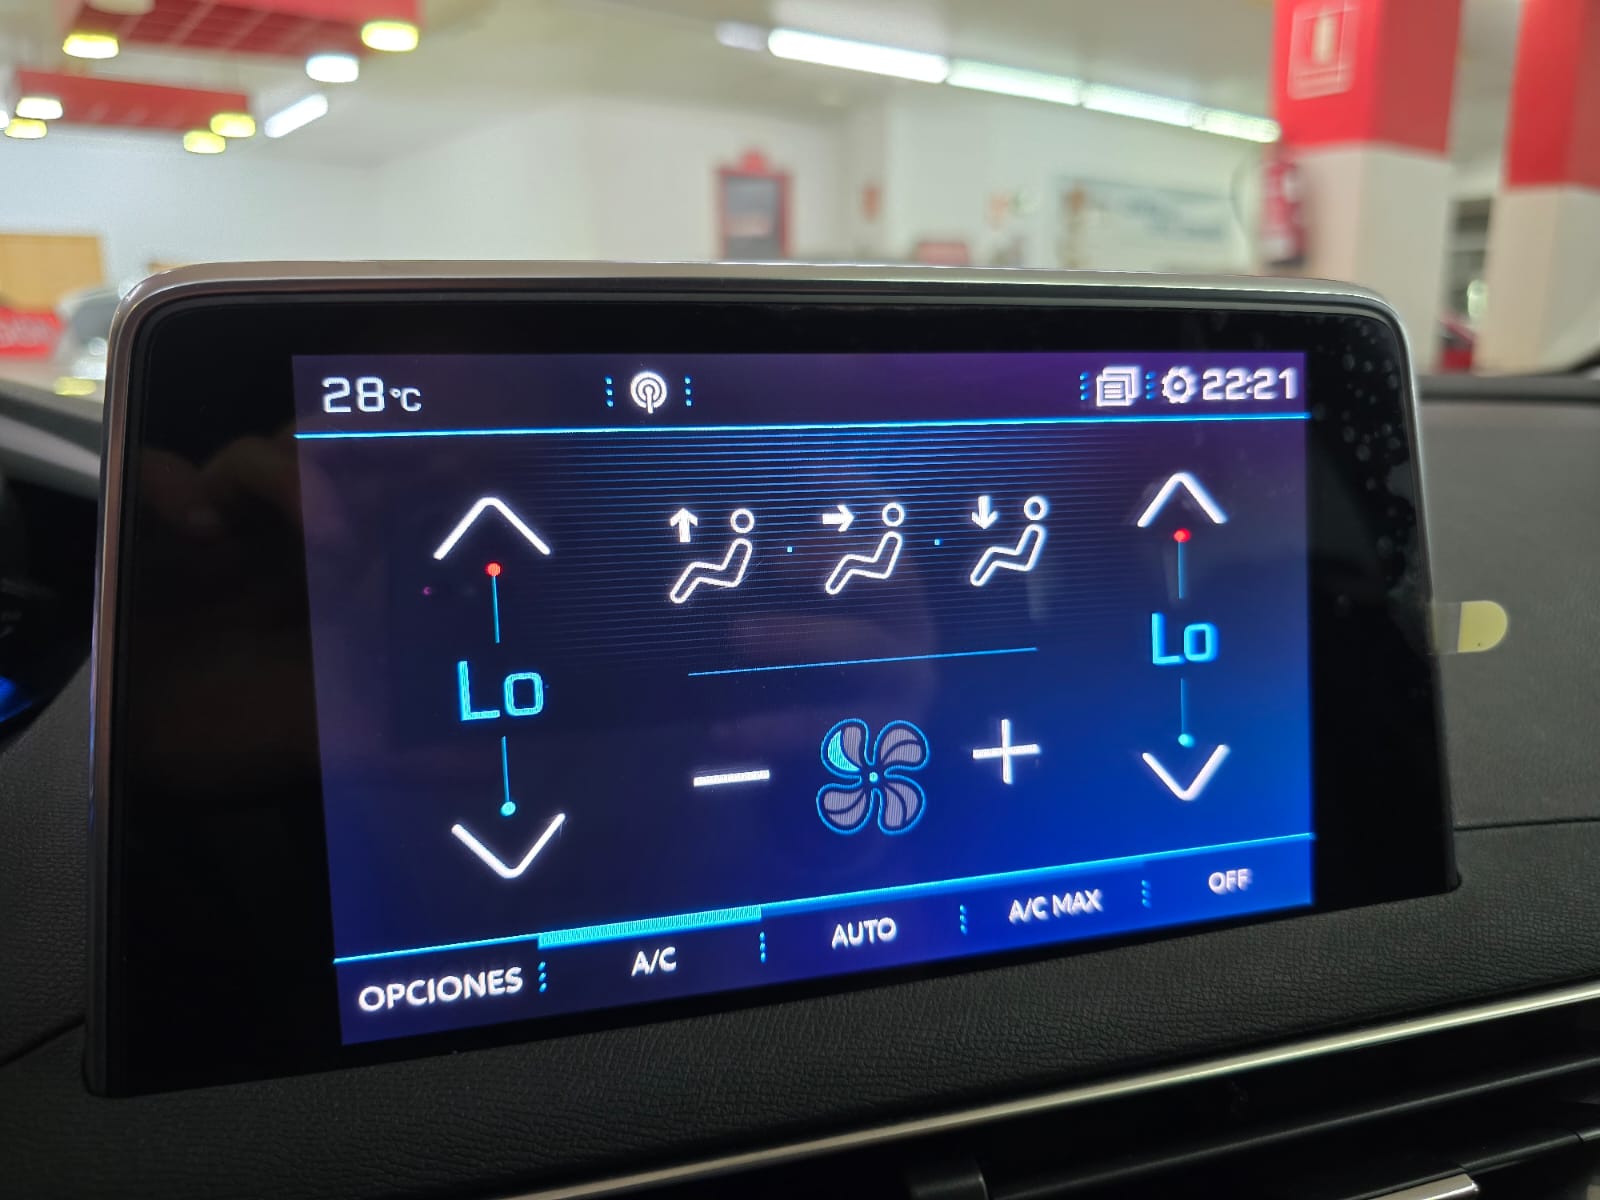 28°C
22:21
Lo
Lo
OPCIONES
A/C
AUTO
A/C MAX
OFF